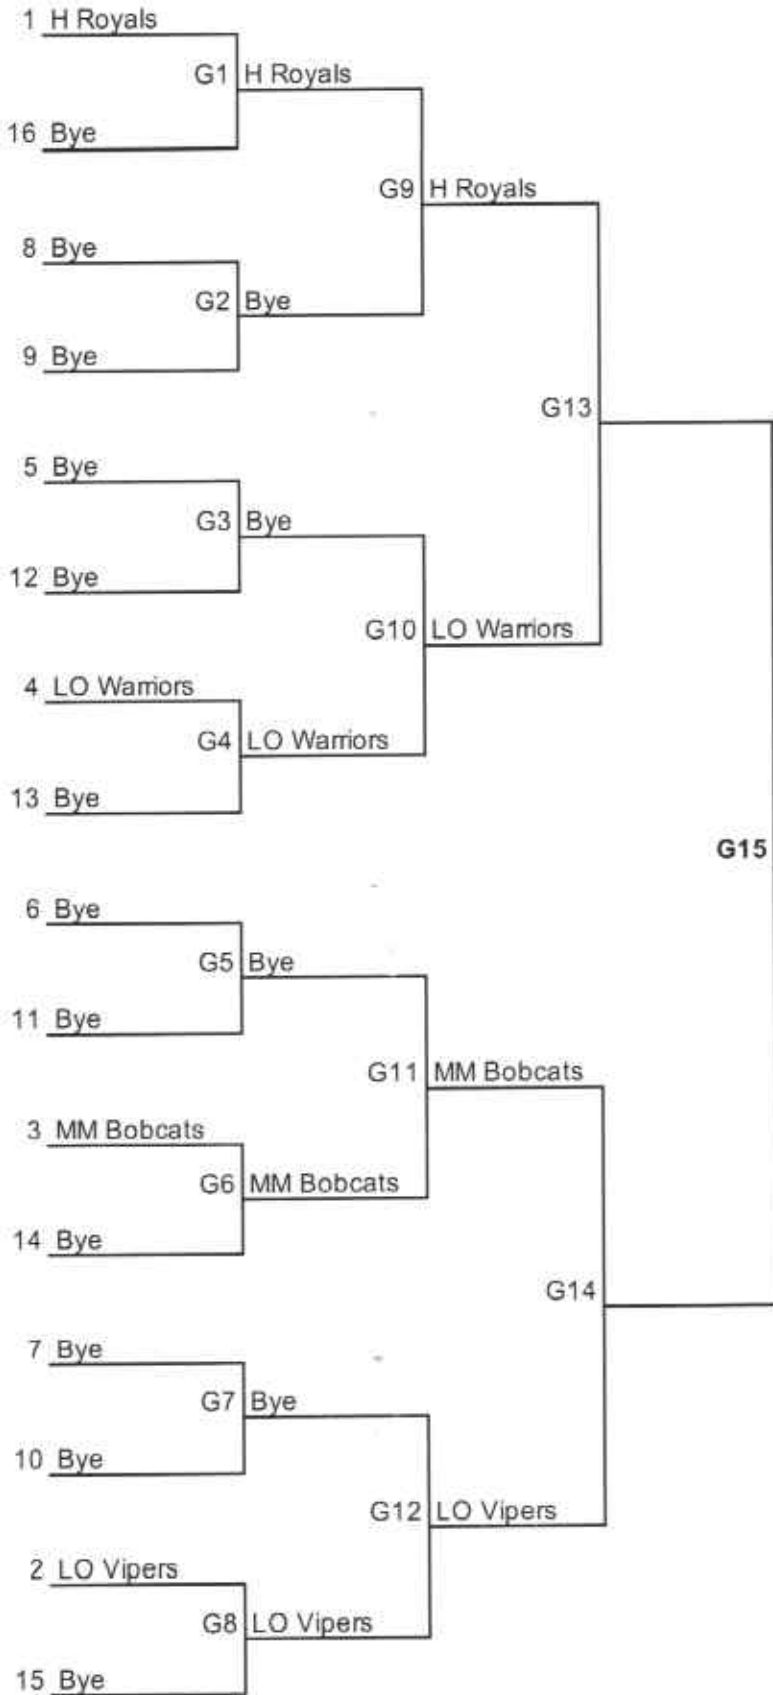 1 H Royals
G1 H Royals
16 Bye
G9 H Royals
8 Bye
G2 Bye
9 Bye
G13
5 Bye
G3 Bye
12 Bye
G10 LO Warriors
4 LO Warriors
G4 LO Warriors
13 Bye
G15
6 Bye
G5 Bye
11 Bye
G11 MM Bobcats
3 MM Bobcats
G6 MM Bobcats
14 Bye
G14
7 Bye
G7 Bye
10 Bye
G12 LO Vipers
2 LO Vipers
G8 LO Vipers
15 Bye